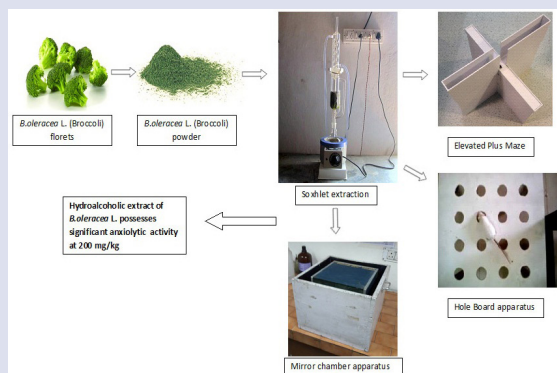 B.oleracea L. (Broccoli)
florets
B.oleracea L. (Broccoli)
powder
Soxhlet extraction
Elevated Plus Maze
Hydroalcoholic extract of
B.oleracea L. possesses
significant anxiolytic activity
at 200 mg/kg
Hole Board apparatus
Mirror chamber apparatus